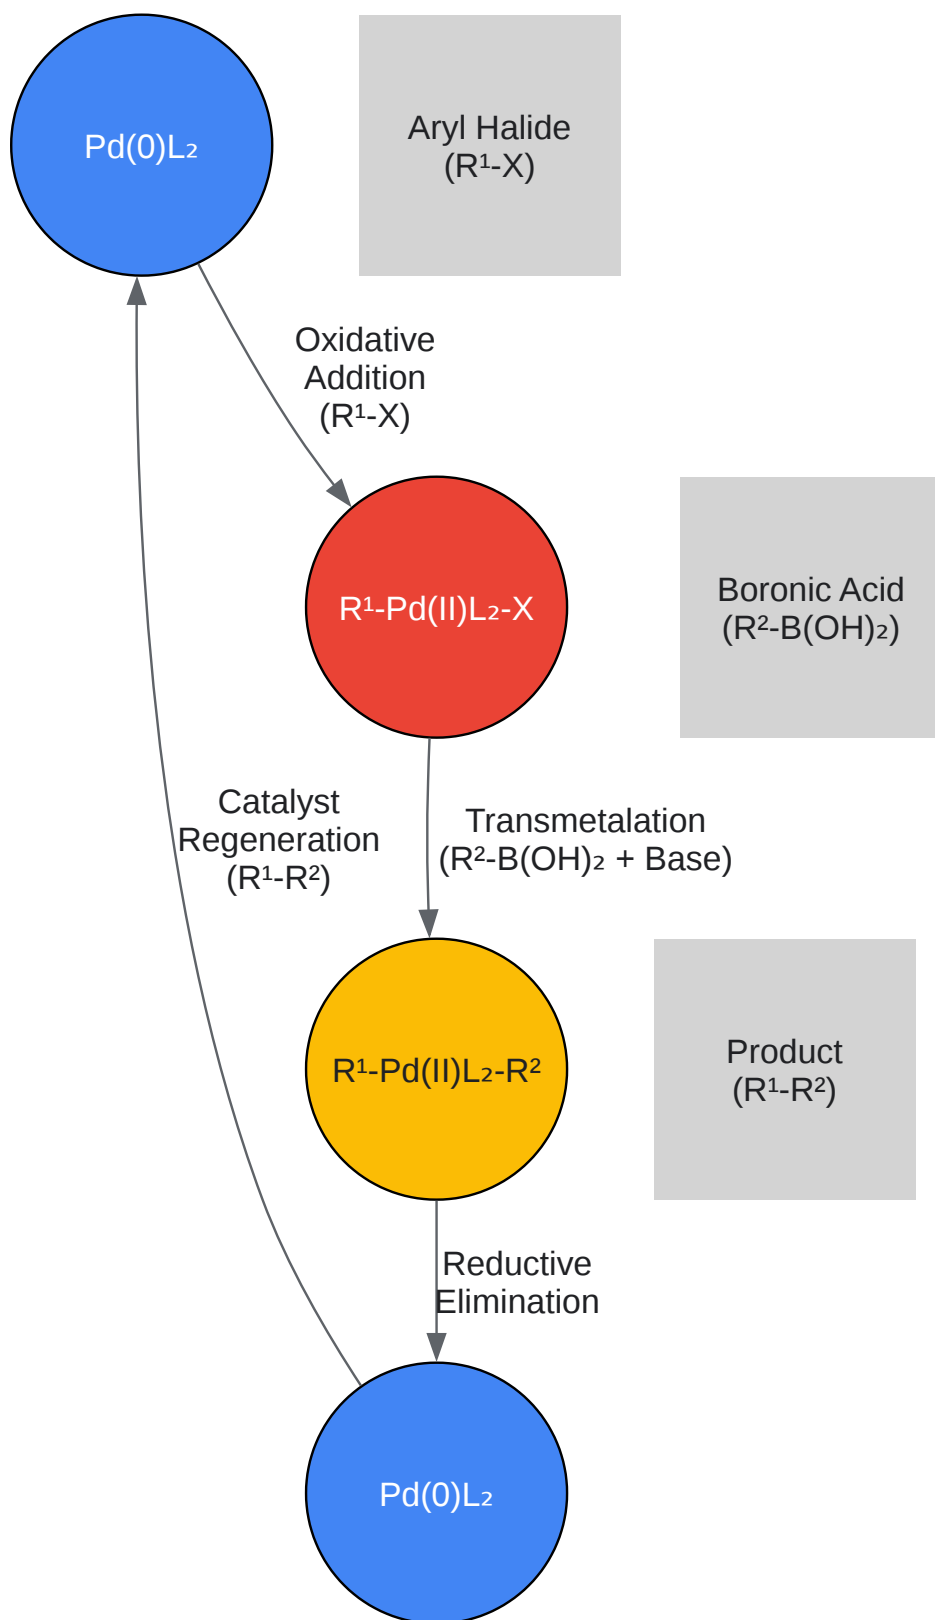 Pd(0)L₂
Aryl Halide
(R¹-X)
Oxidative
Addition
(R¹-X)
R¹-Pd(II)L₂-X
Boronic Acid
(R²-B(OH)₂)
Catalyst
Regeneration
(R¹-R²)
Transmetalation
(R²-B(OH)₂ + Base)
R¹-Pd(II)L₂-R²
Product
(R¹-R²)
Reductive
Elimination
Pd(0)L₂